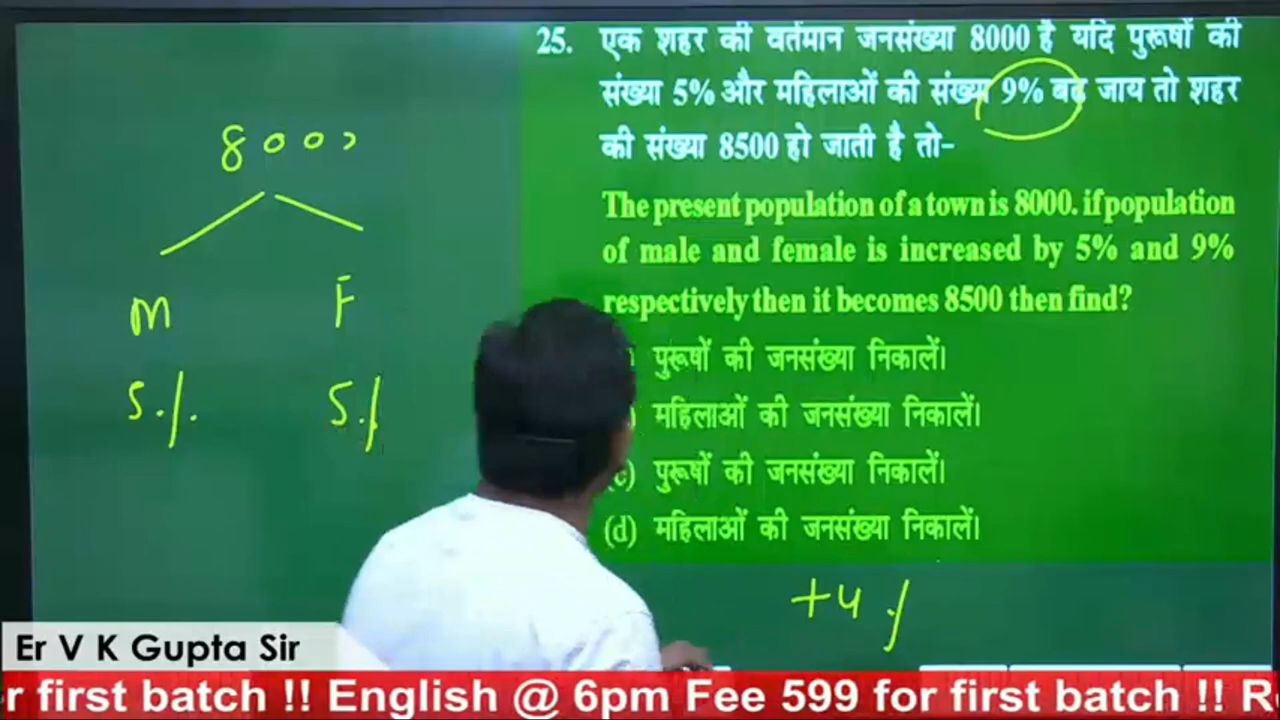 25. एक शहर की वर्तमान जनसंख्या 8000 है यदि पुरूषों की
संख्या 5% और महिलाओं की संख्या 9% बढ़ जाय तो शहर
की संख्या 8500 हो जाती है तो-
The present population of a town is 8000. if population
of male and female is increased by 5% and 9%
respectively then it becomes 8500 then find?
पुरूषों की जनसंख्या निकालें।
महिलाओं की जनसंख्या निकालें।
(c) पुरूषों की जनसंख्या निकालें।
(d) महिलाओं की जनसंख्या निकालें।
8000
M F
5% 5%
+4%
Er V K Gupta Sir
r first batch !! English @ 6pm Fee 599 for first batch !! R